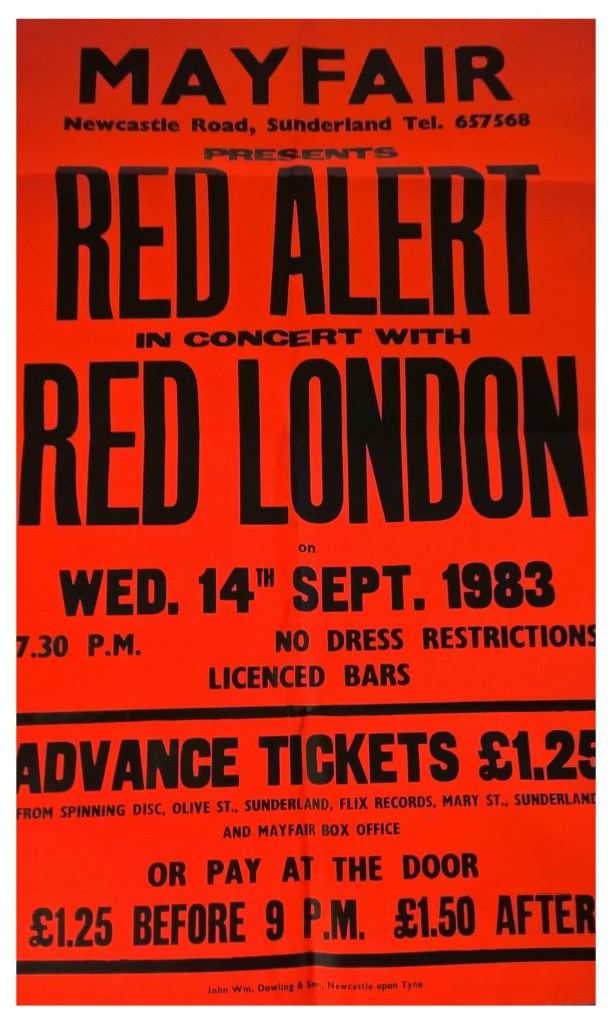 MAYFAIR
Newcastle Road, Sunderland Tel. 657568
PRESENTS
RED ALERT
IN CONCERT WITH
RED LONDON
on
WED. 14TH SEPT. 1983
7.30 P.M. NO DRESS RESTRICTIONS
LICENCED BARS
ADVANCE TICKETS £1.25
FROM SPINNING DISC, OLIVE ST., SUNDERLAND, FLIX RECORDS, MARY ST., SUNDERLAND
AND MAYFAIR BOX OFFICE
OR PAY AT THE DOOR
£1.25 BEFORE 9 P.M. £1.50 AFTER
John Wm. Dowling & Son, Newcastle upon Tyne